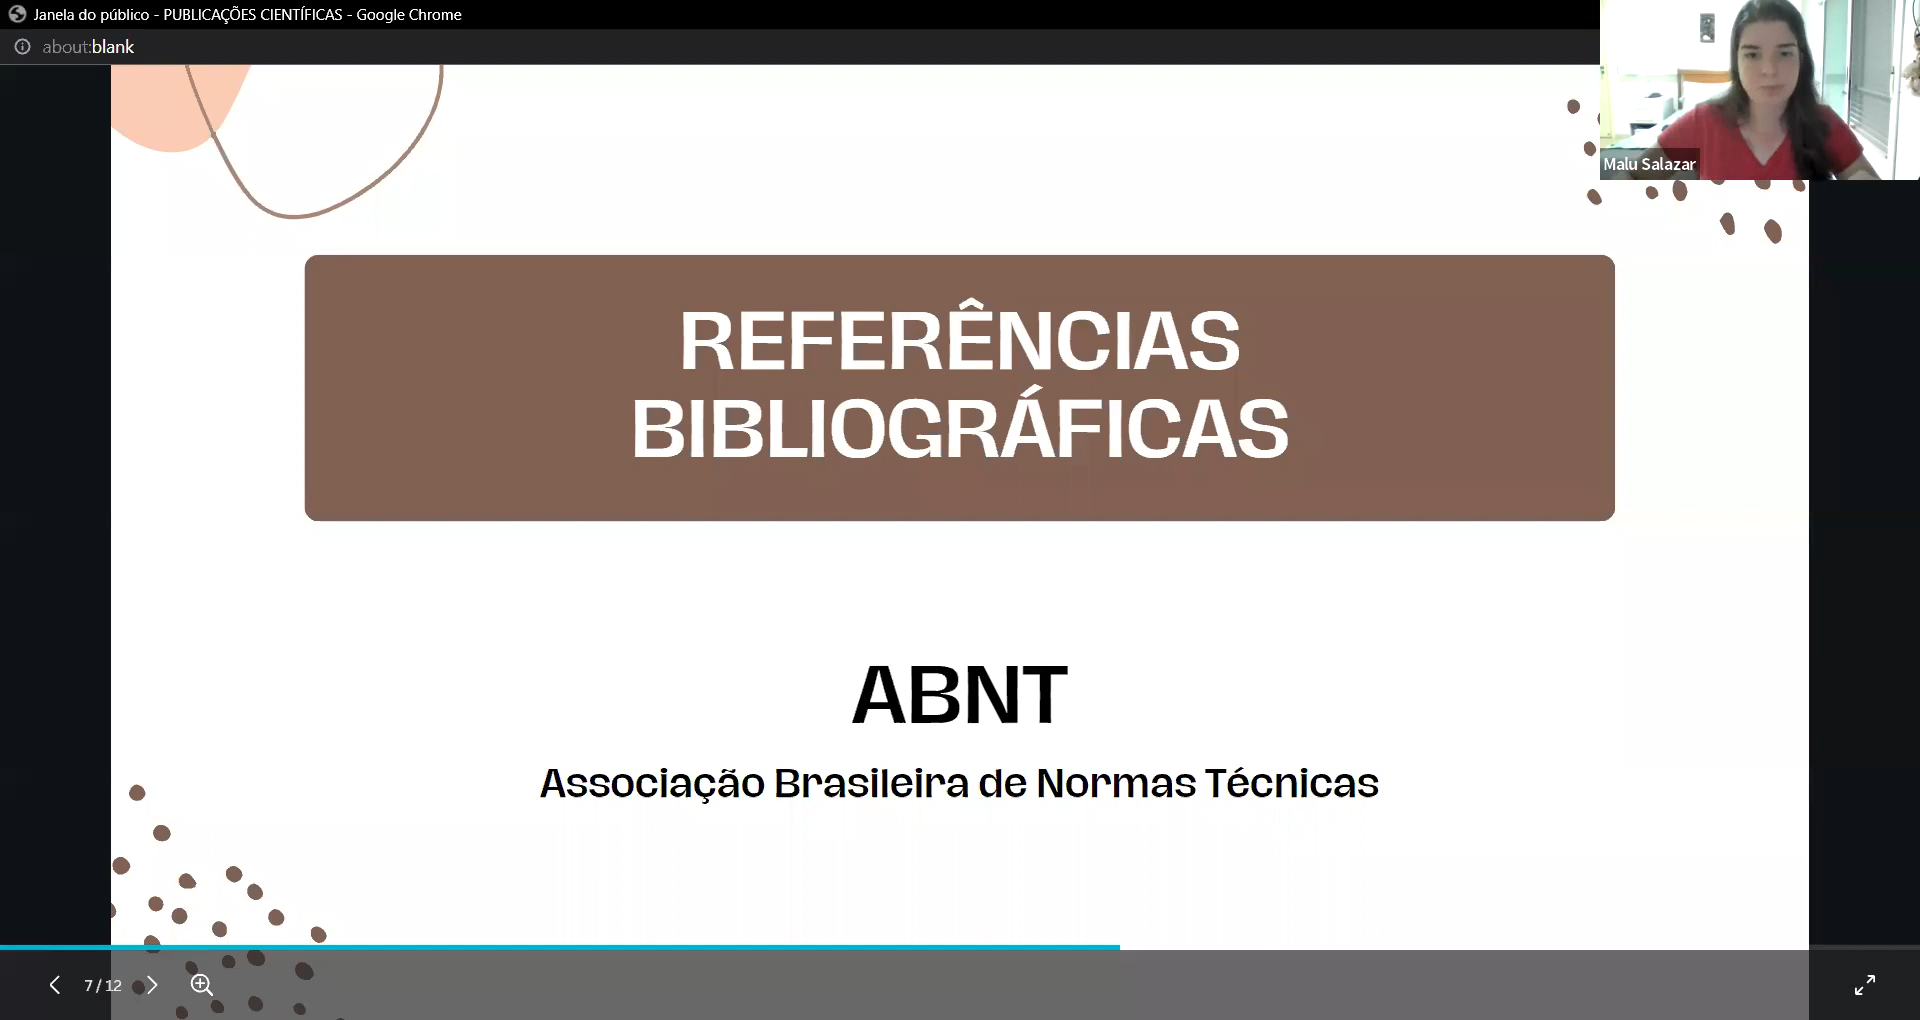 Janela do público - PUBLICAÇÕES CIENTÍFICAS - Google Chrome
about:blank
Malu Salazar
REFERÊNCIAS
BIBLIOGRÁFICAS
ABNT
Associação Brasileira de Normas Técnicas
7 / 12